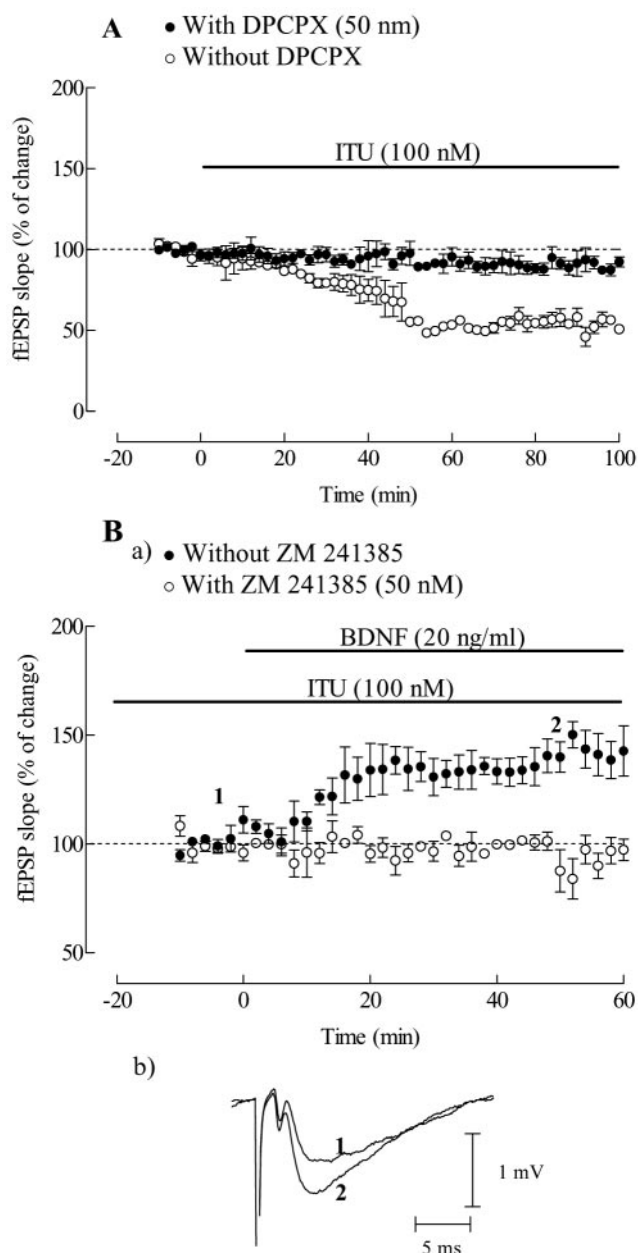 A
● With DPCPX (50 nm)
○ Without DPCPX
200
150
100
50
0
fEPSP slope (% of change)
ITU (100 nM)
-20 0 20 40 60 80 100
Time (min)
B
a) ● Without ZM 241385
○ With ZM 241385 (50 nM)
200
150
100
50
fEPSP slope (% of change)
BDNF (20 ng/ml)
ITU (100 nM)
1
2
-20 0 20 40 60
Time (min)
b)
1
2
1 mV
5 ms